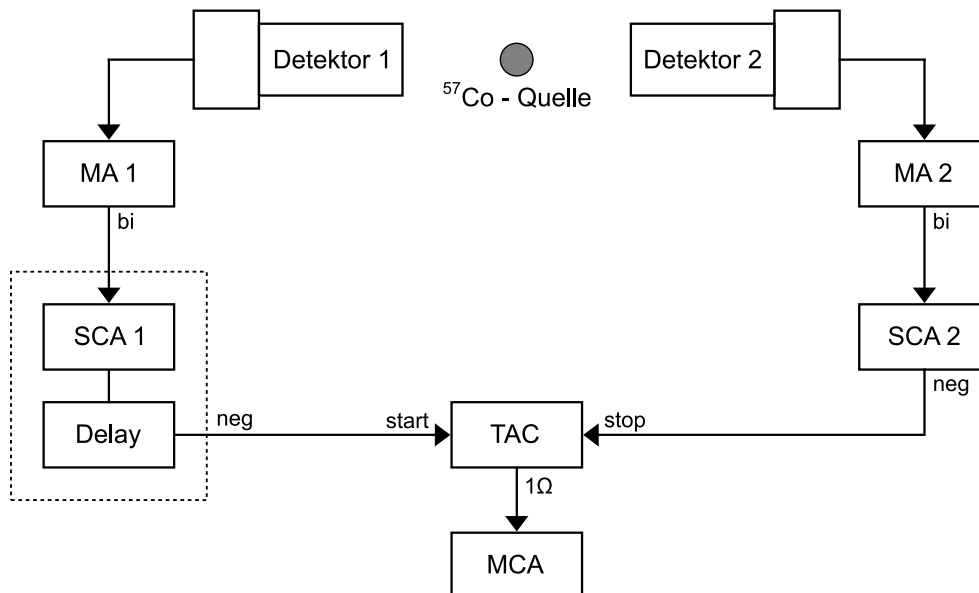 Detektor 1
Detektor 2
⁵⁷Co - Quelle
MA 1
MA 2
bi
bi
SCA 1
SCA 2
neg
Delay
neg
start
TAC
stop
1Ω
MCA